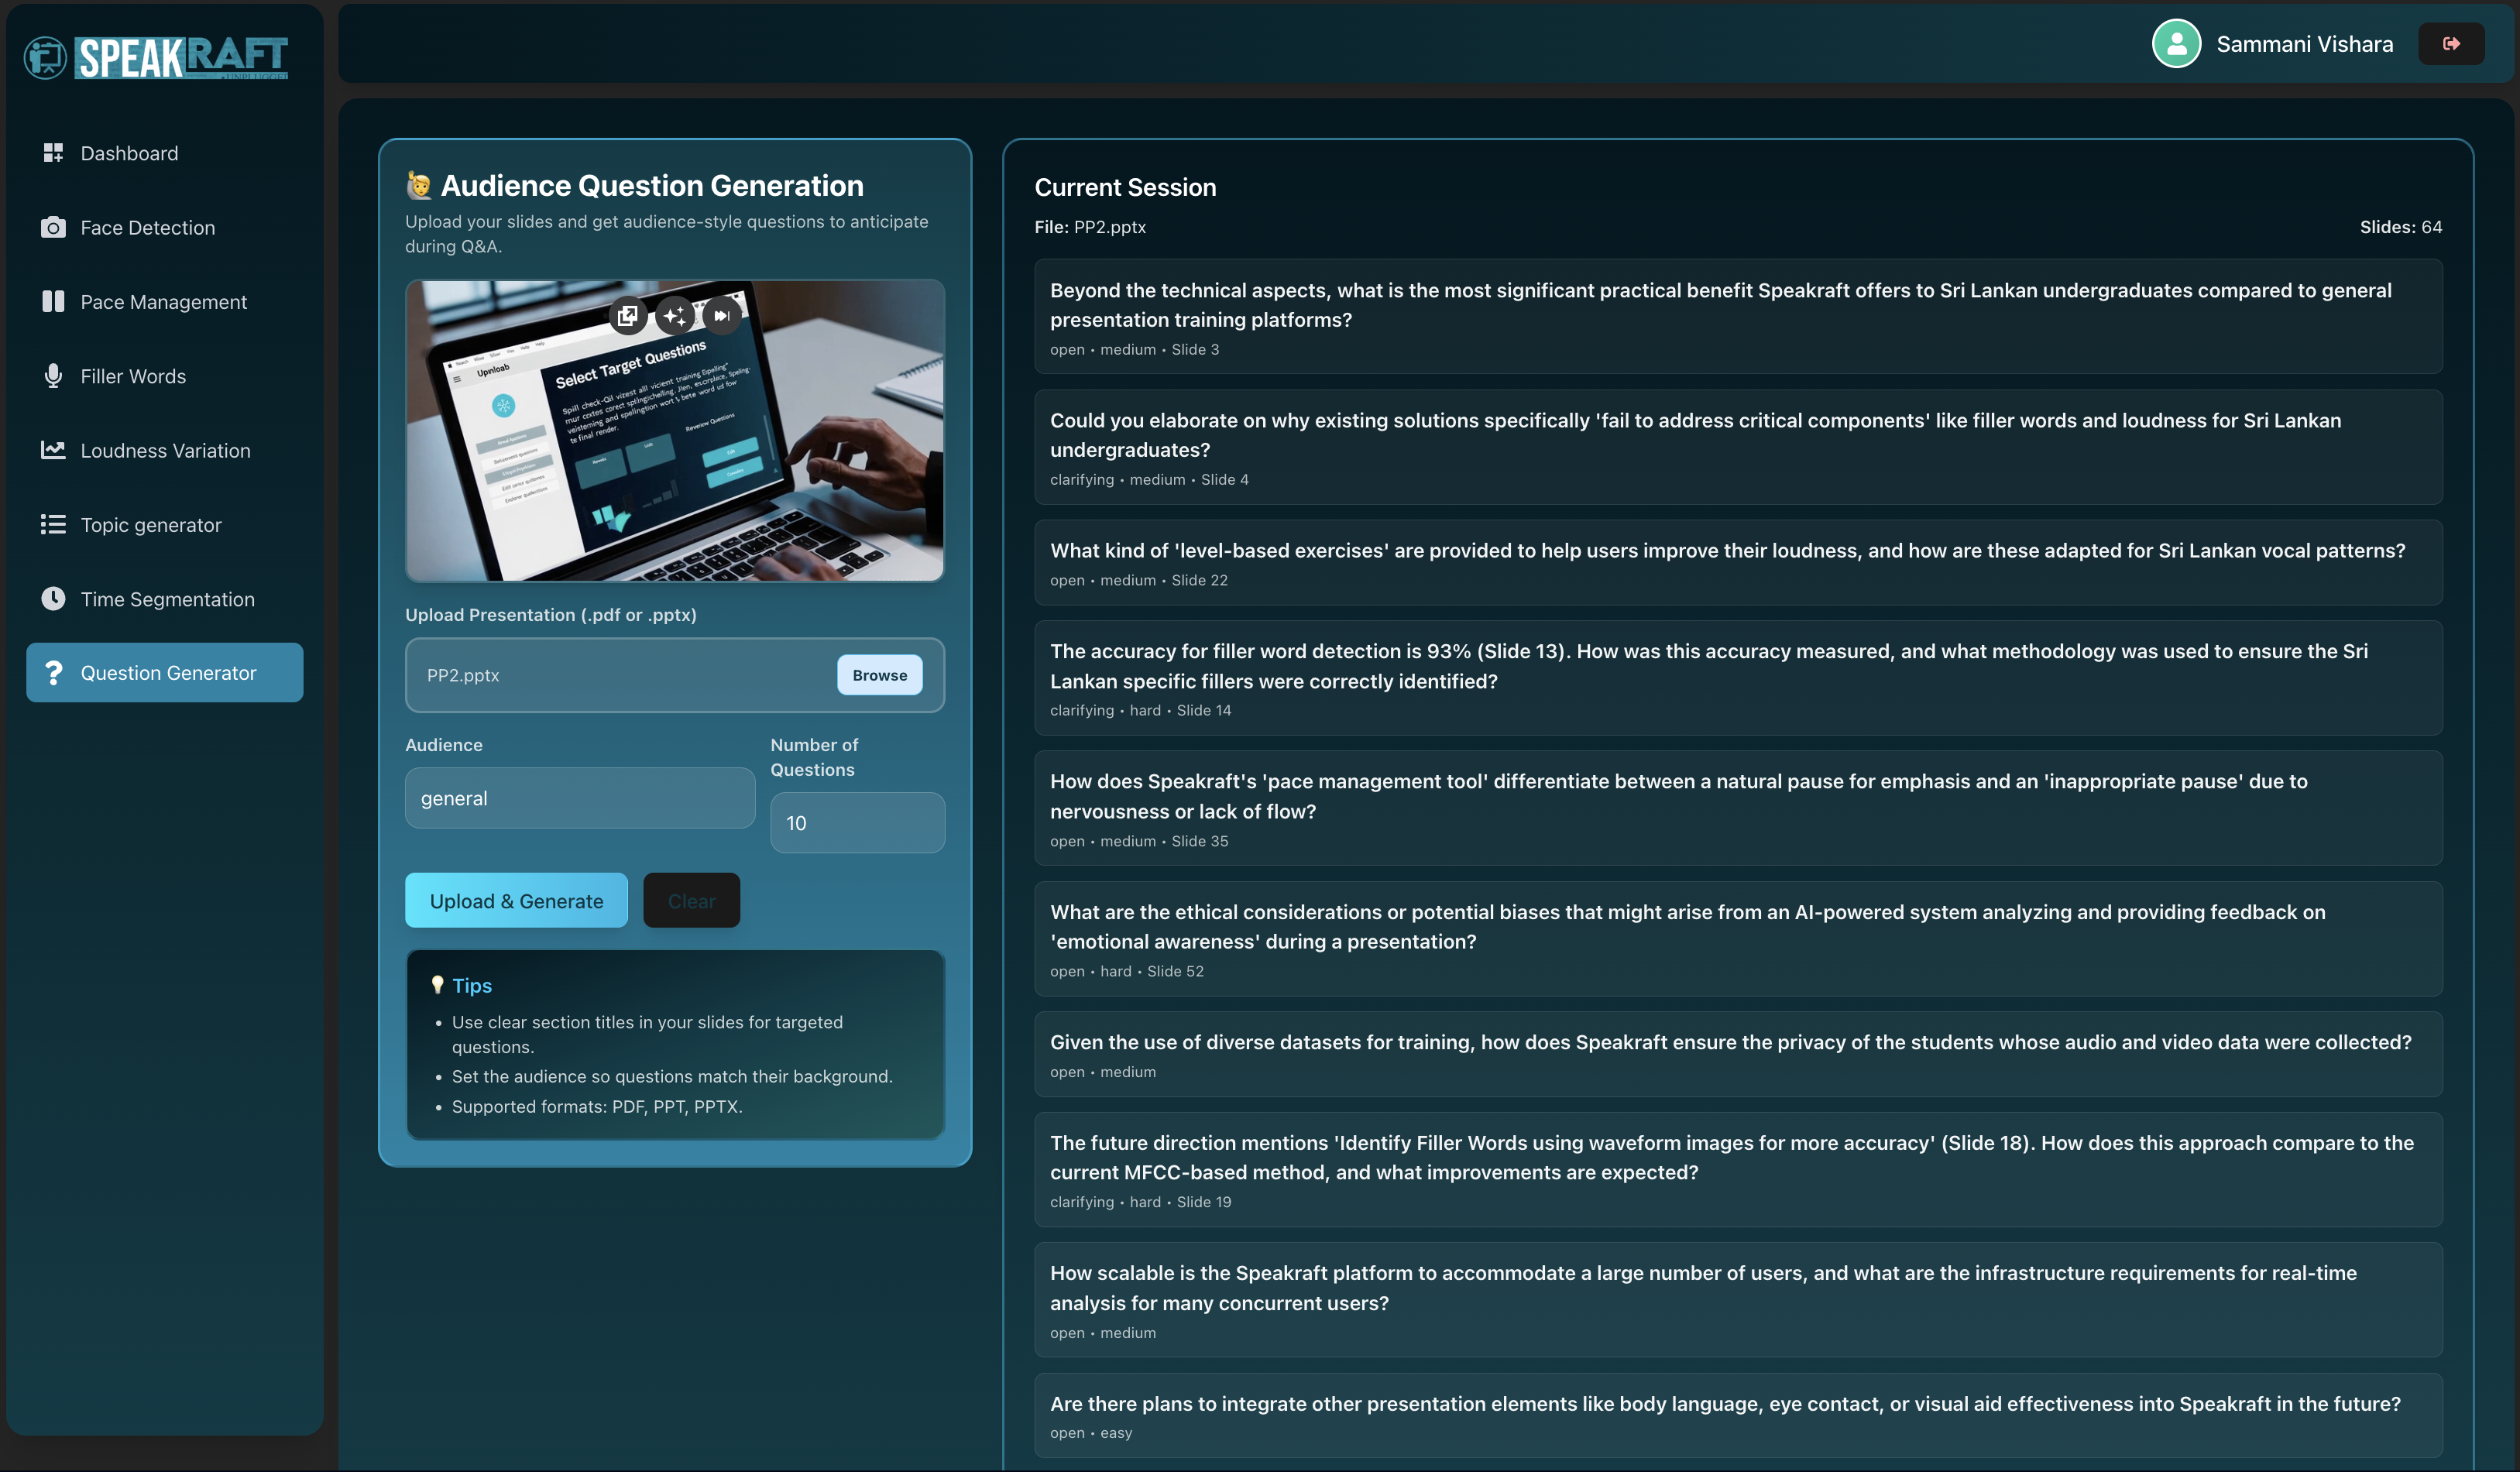 SPEAKRAFT
UNPLUGGED
Sammani Vishara
Dashboard
Face Detection
Pace Management
Filler Words
Loudness Variation
Topic generator
Time Segmentation
Question Generator
🙋 Audience Question Generation
Upload your slides and get audience-style questions to anticipate
during Q&A.
Upnloab
Select Target Questions
Upload Presentation (.pdf or .pptx)
PP2.pptx
Browse
Audience
Number of
Questions
general
10
Upload & Generate
Clear
💡 Tips
• Use clear section titles in your slides for targeted
questions.
• Set the audience so questions match their background.
• Supported formats: PDF, PPT, PPTX.
Current Session
File: PP2.pptx
Slides: 64
Beyond the technical aspects, what is the most significant practical benefit Speakraft offers to Sri Lankan undergraduates compared to general
presentation training platforms?
open • medium • Slide 3
Could you elaborate on why existing solutions specifically 'fail to address critical components' like filler words and loudness for Sri Lankan
undergraduates?
clarifying • medium • Slide 4
What kind of 'level-based exercises' are provided to help users improve their loudness, and how are these adapted for Sri Lankan vocal patterns?
open • medium • Slide 22
The accuracy for filler word detection is 93% (Slide 13). How was this accuracy measured, and what methodology was used to ensure the Sri
Lankan specific fillers were correctly identified?
clarifying • hard • Slide 14
How does Speakraft's 'pace management tool' differentiate between a natural pause for emphasis and an 'inappropriate pause' due to
nervousness or lack of flow?
open • medium • Slide 35
What are the ethical considerations or potential biases that might arise from an AI-powered system analyzing and providing feedback on
'emotional awareness' during a presentation?
open • hard • Slide 52
Given the use of diverse datasets for training, how does Speakraft ensure the privacy of the students whose audio and video data were collected?
open • medium
The future direction mentions 'Identify Filler Words using waveform images for more accuracy' (Slide 18). How does this approach compare to the
current MFCC-based method, and what improvements are expected?
clarifying • hard • Slide 19
How scalable is the Speakraft platform to accommodate a large number of users, and what are the infrastructure requirements for real-time
analysis for many concurrent users?
open • medium
Are there plans to integrate other presentation elements like body language, eye contact, or visual aid effectiveness into Speakraft in the future?
open • easy